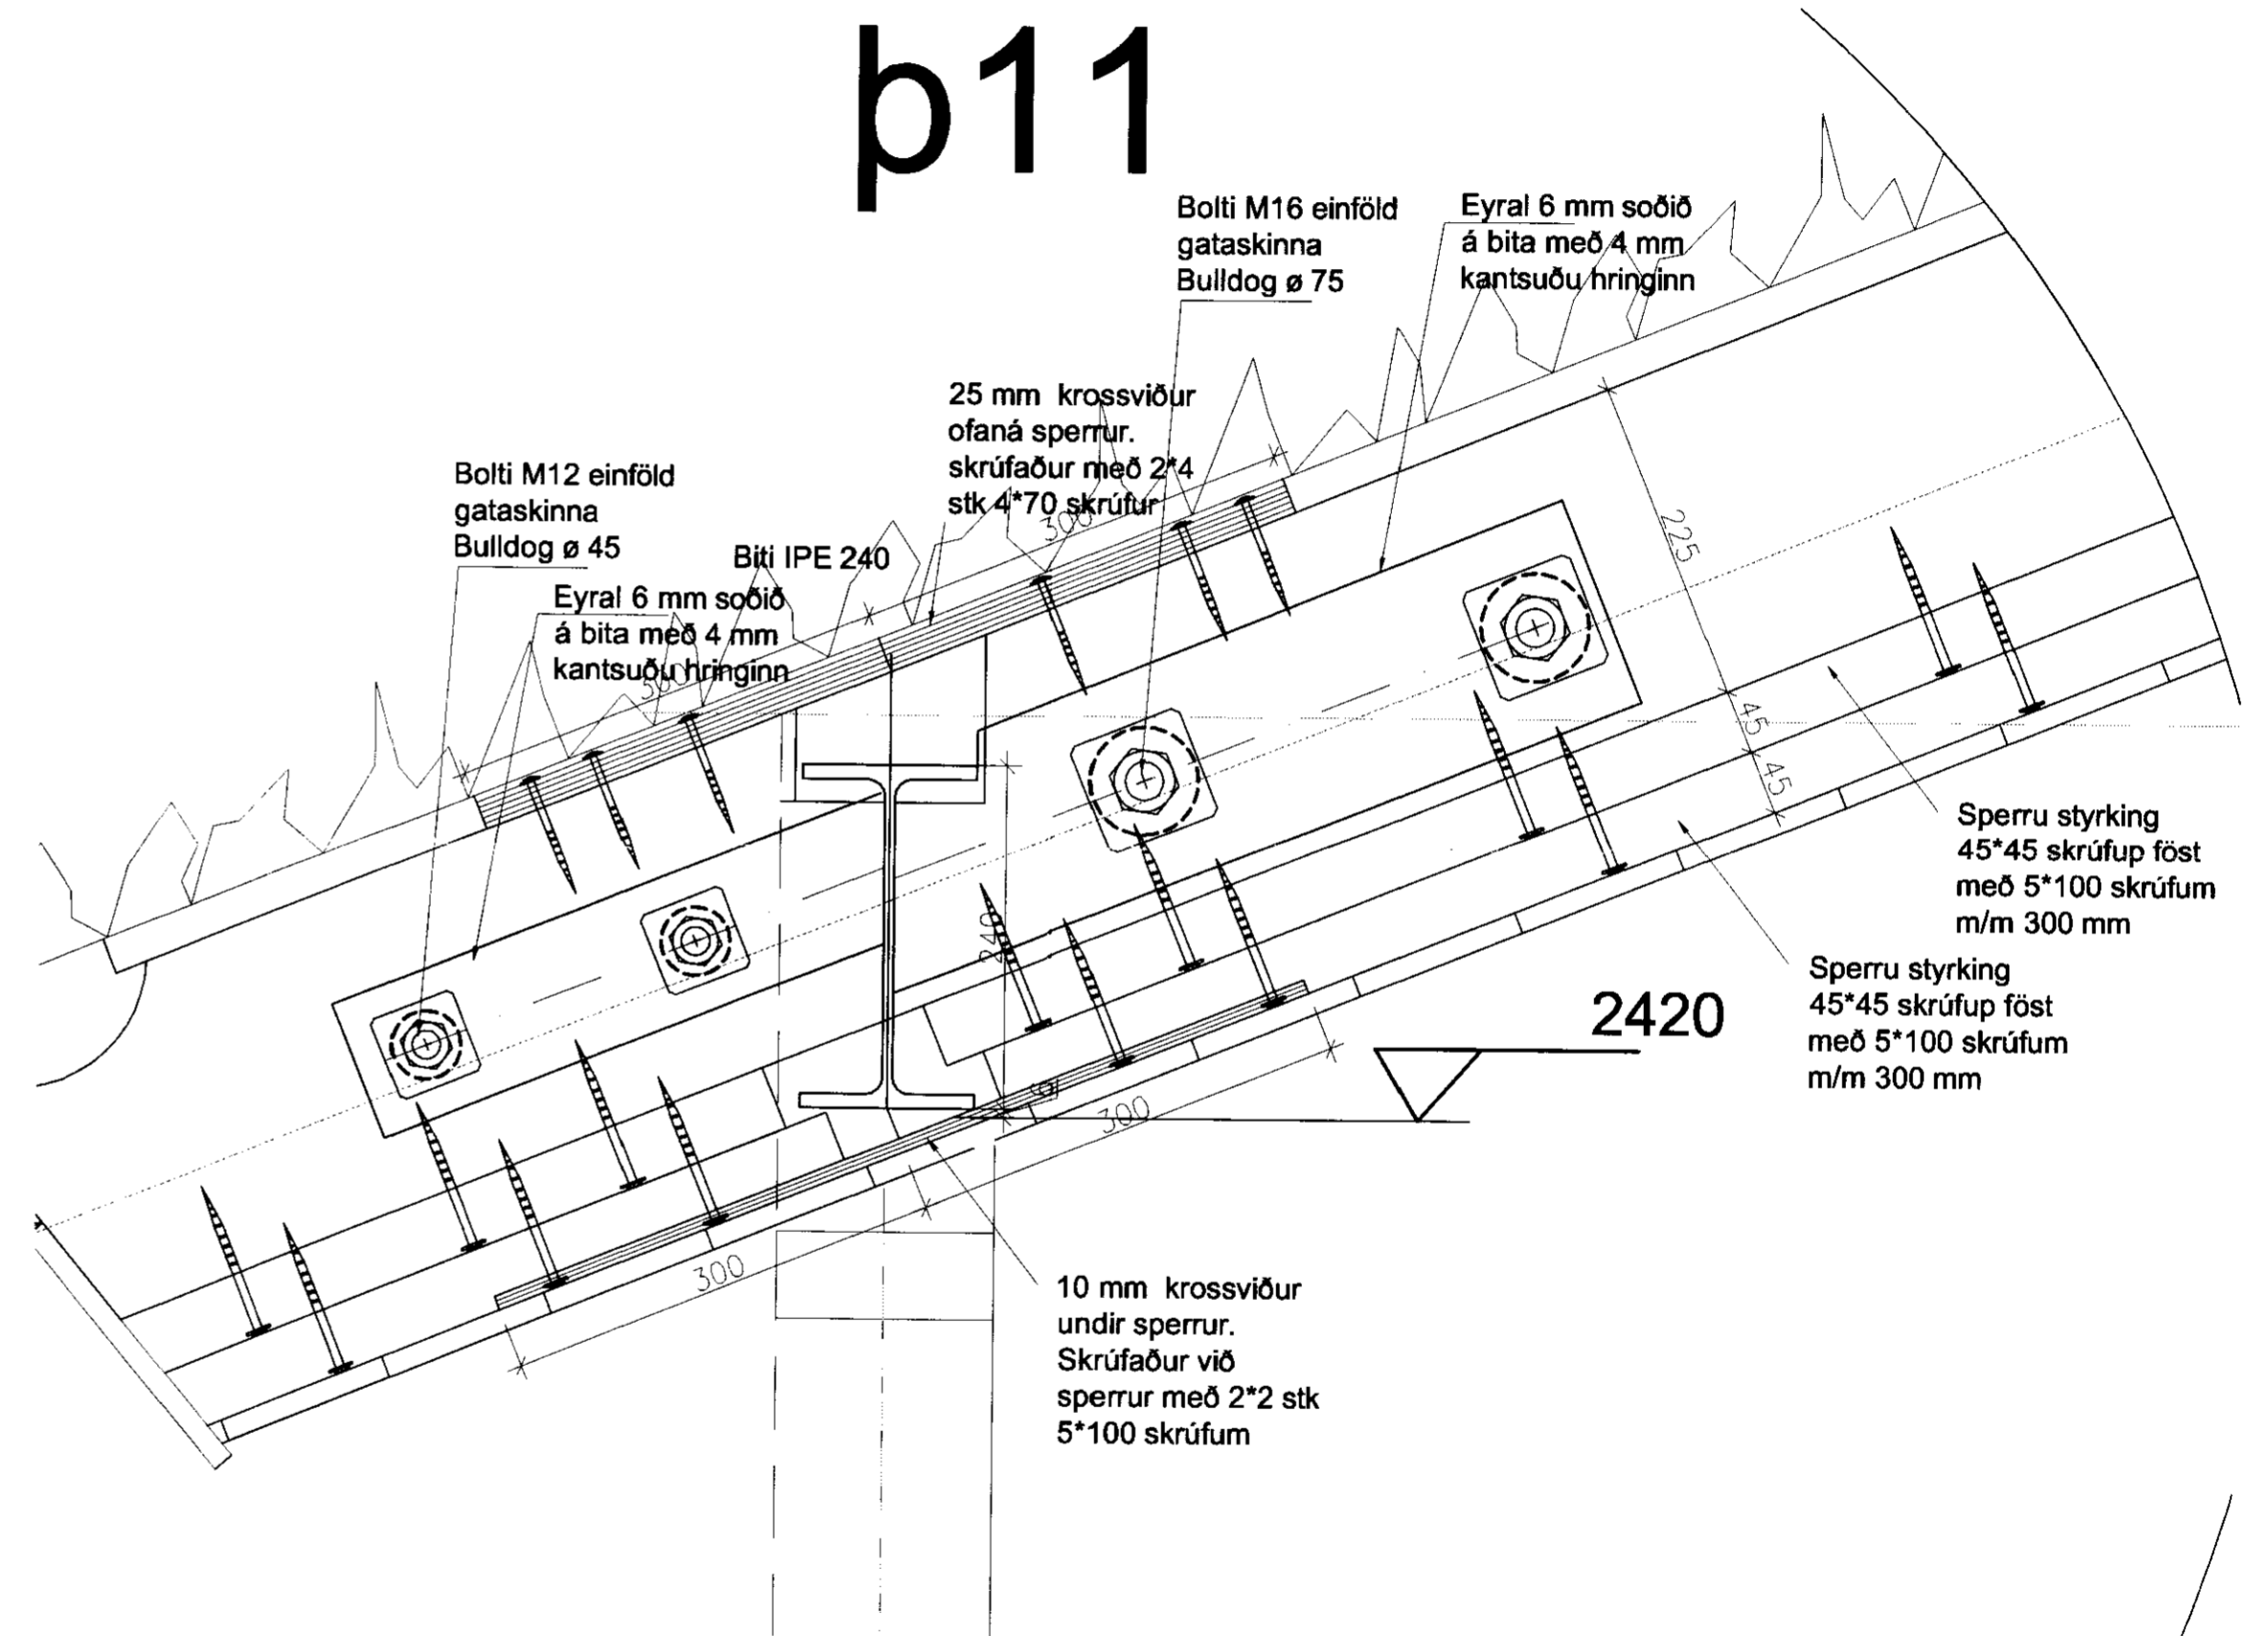 þ11
Bolti M16 einföld
gataskinna
Bulldog ø 75
Eyral 6 mm soðið
á bita með 4 mm
kantsuðu hringinn
25 mm krossviður
ofaná sperrur.
skrúfaður með 2*4
stk 4*70 skrúfur
300
Bolti M12 einföld
gataskinna
Bulldog ø 45
Biti IPE 240
Eyral 6 mm soðið
á bita með 4 mm
kantsuðu hringinn
300
225
45
45
240
Sperru styrking
45*45 skrúfup föst
með 5*100 skrúfum
m/m 300 mm
Sperru styrking
45*45 skrúfup föst
með 5*100 skrúfum
m/m 300 mm
2420
300
300
10 mm krossviður
undir sperrur.
Skrúfaður við
sperrur með 2*2 stk
5*100 skrúfum